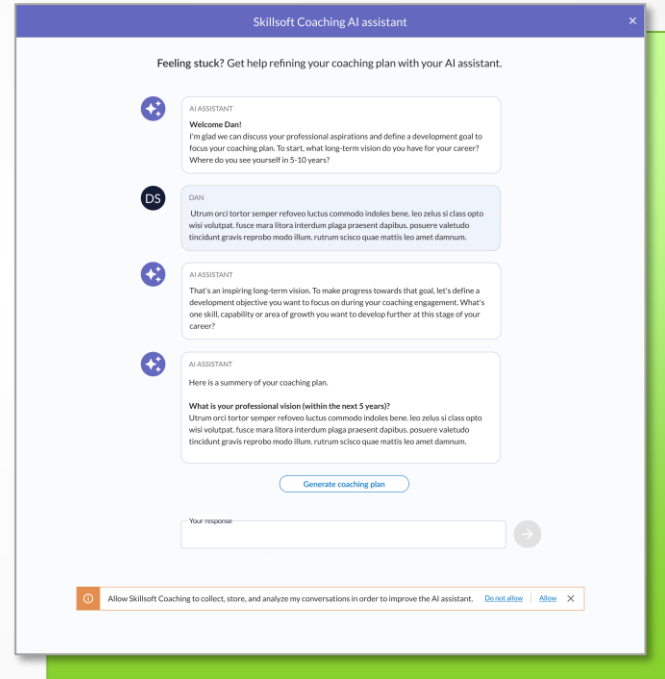 Skillsoft Coaching AI assistant
×
Feeling stuck? Get help refining your coaching plan with your AI assistant.
AI ASSISTANT
Welcome Dan!
I'm glad we can discuss your professional aspirations and define a development goal to
focus your coaching plan. To start, what long-term vision do you have for your career?
Where do you see yourself in 5-10 years?
DS
DAN
Utrum orci tortor semper refoveo luctus commodo indoles bene. leo zelus si class opto
wisi volutpat. fusce mara litora interdum plaga praesent dapibus. posuere valetudo
tincidunt gravis reprobo modo illum. rutrum scisco quae mattis leo amet damnum.
AI ASSISTANT
That's an inspiring long-term vision. To make progress towards that goal, let's define a
development objective you want to focus on during your coaching engagement. What's
one skill, capability or area of growth you want to develop further at this stage of your
career?
AI ASSISTANT
Here is a summery of your coaching plan.
What is your professional vision (within the next 5 years)?
Utrum orci tortor semper refoveo luctus commodo indoles bene. leo zelus si class opto
wisi volutpat. fusce mara litora interdum plaga praesent dapibus. posuere valetudo
tincidunt gravis reprobo modo illum. rutrum scisco quae mattis leo amet damnum.
Generate coaching plan
Your response
Allow Skillsoft Coaching to collect, store, and analyze my conversations in order to improve the AI assistant. Do not allow | Allow ×